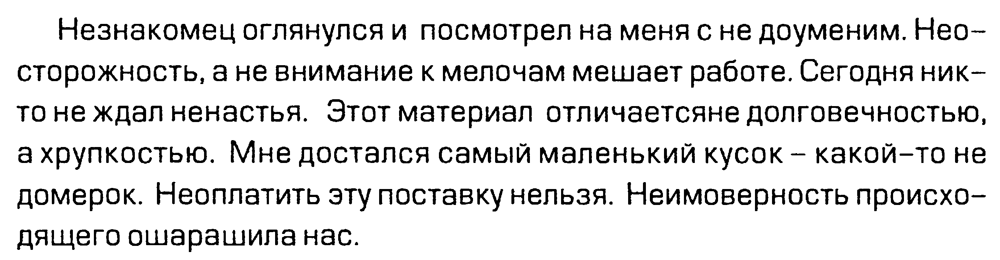 Незнакомец оглянулся и посмотрел на меня с не доуменим. Нео-
сторожность, а не внимание к мелочам мешает работе. Сегодня ник-
то не ждал ненастья. Этот материал отличаетсяне долговечностью,
а хрупкостью. Мне достался самый маленький кусок – какой-то не
домерок. Неоплатить эту поставку нельзя. Неимоверность происхо-
дящего ошарашила нас.